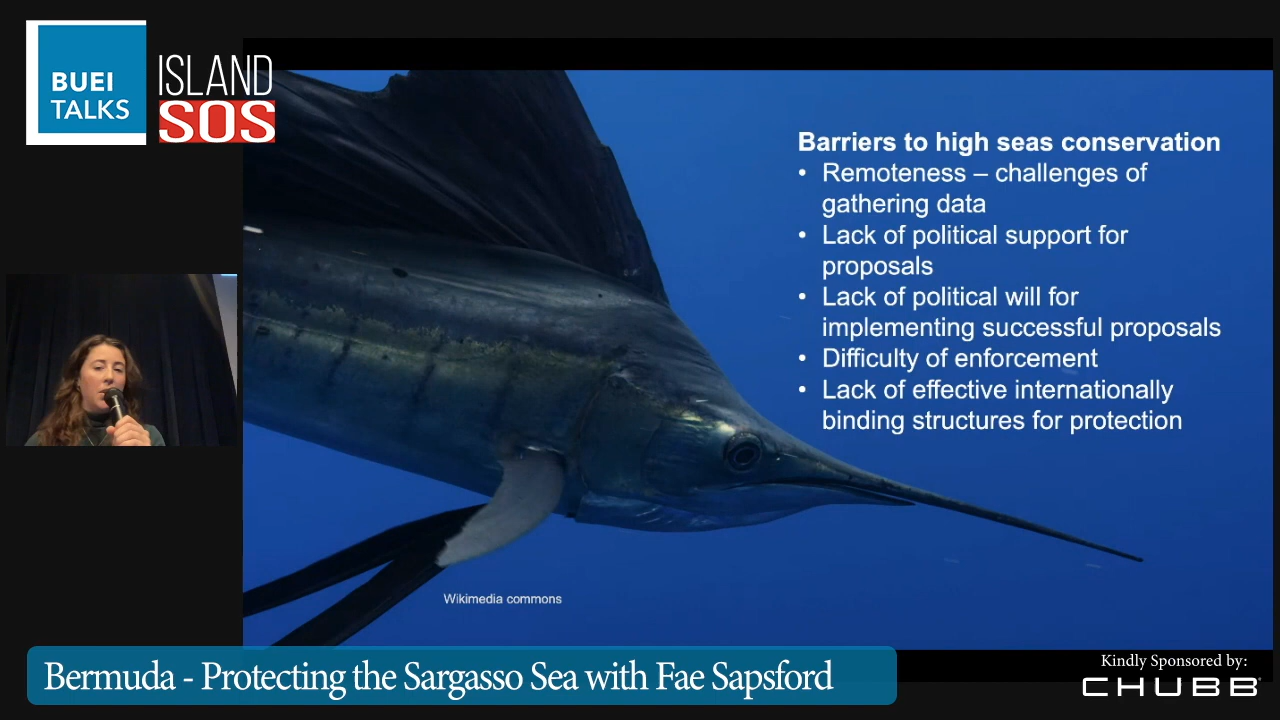 BUEI
TALKS
ISLAND
SOS
Barriers to high seas conservation
• Remoteness – challenges of
gathering data
• Lack of political support for
proposals
• Lack of political will for
implementing successful proposals
• Difficulty of enforcement
• Lack of effective internationally
binding structures for protection
Wikimedia commons
Bermuda - Protecting the Sargasso Sea with Fae Sapsford
Kindly Sponsored by:
CHUBB